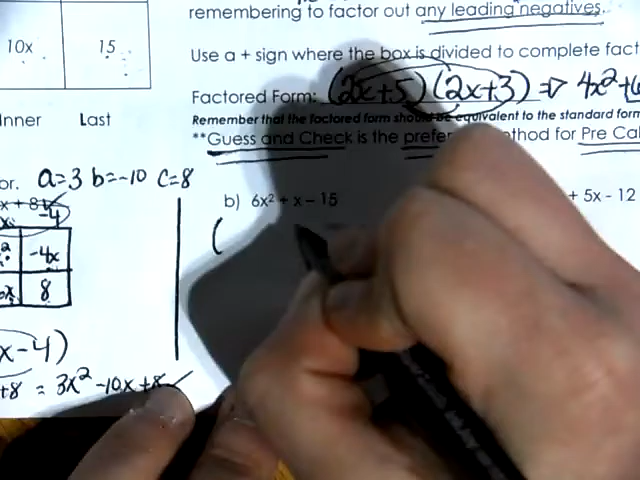 remembering to factor out any leading negatives.
10x 15
Use a + sign where the box is divided to complete fact
Factored Form: (2x+5)(2x+3) ⇒ 4x²+
Inner Last
Remember that the factored form should be equivalent to the standard form
**Guess and Check is the prefer method for Pre Cal
or. a=3 b=-10 c=8
-4
b) 6x² + x - 15
+ 5x - 12
-4x
8
(
x-4)
+8 = 3x²-10x+8 ✓